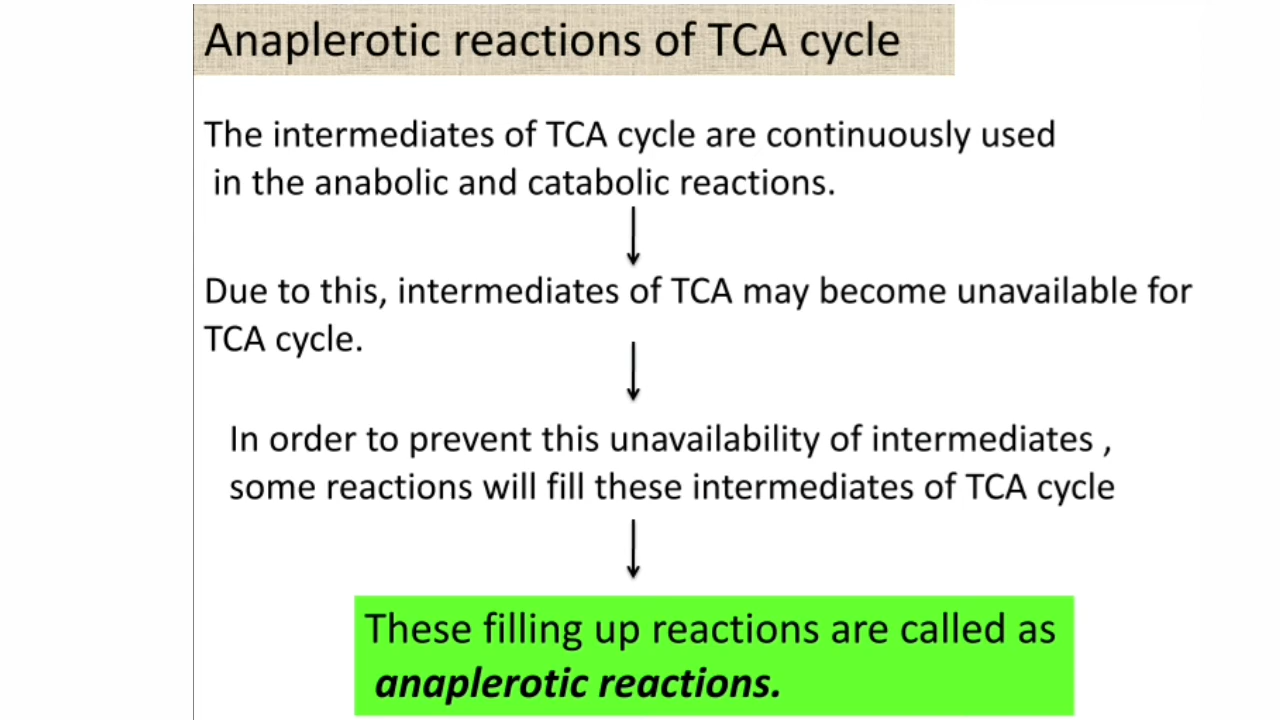 Anaplerotic reactions of TCA cycle
The intermediates of TCA cycle are continuously used
in the anabolic and catabolic reactions.
Due to this, intermediates of TCA may become unavailable for
TCA cycle.
In order to prevent this unavailability of intermediates ,
some reactions will fill these intermediates of TCA cycle
These filling up reactions are called as
anaplerotic reactions.